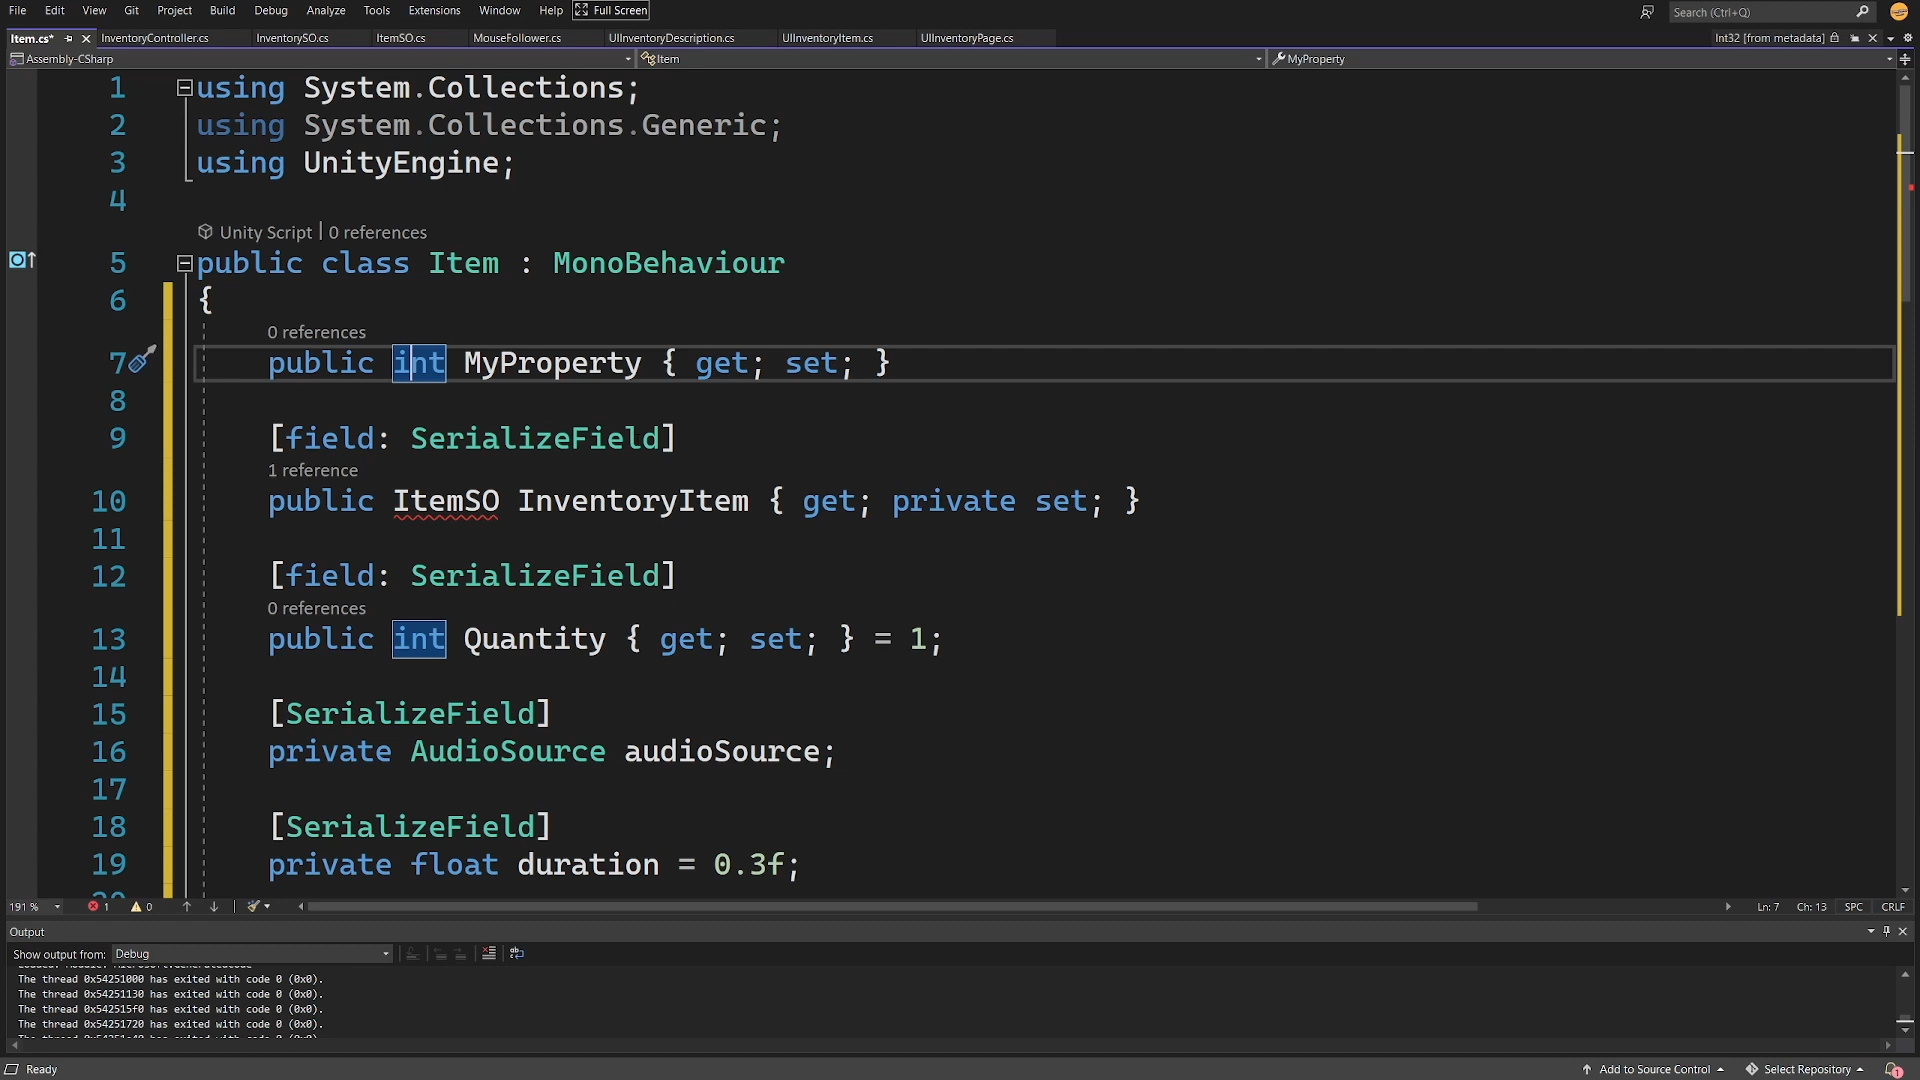 File Edit View Git Project Build Debug Analyze Tools Extensions Window Help Full Screen Search (Ctrl+Q)
Item.cs* InventoryController.cs InventorySO.cs ItemSO.cs MouseFollower.cs UIInventoryDescription.cs UIInventoryItem.cs UIInventoryPage.cs Int32 [from metadata]
Assembly-CSharp Item MyProperty
1 using System.Collections;
2 using System.Collections.Generic;
3 using UnityEngine;
4
Unity Script | 0 references
5 public class Item : MonoBehaviour
6 {
0 references
7 public int MyProperty { get; set; }
8
9 [field: SerializeField]
1 reference
10 public ItemSO InventoryItem { get; private set; }
11
12 [field: SerializeField]
0 references
13 public int Quantity { get; set; } = 1;
14
15 [SerializeField]
16 private AudioSource audioSource;
17
18 [SerializeField]
19 private float duration = 0.3f;
191 % 1 0 Ln: 7 Ch: 13 SPC CRLF
Output
Show output from: Debug
The thread 0x54251000 has exited with code 0 (0x0).
The thread 0x54251130 has exited with code 0 (0x0).
The thread 0x542515f0 has exited with code 0 (0x0).
The thread 0x54251720 has exited with code 0 (0x0).
Ready Add to Source Control Select Repository 1